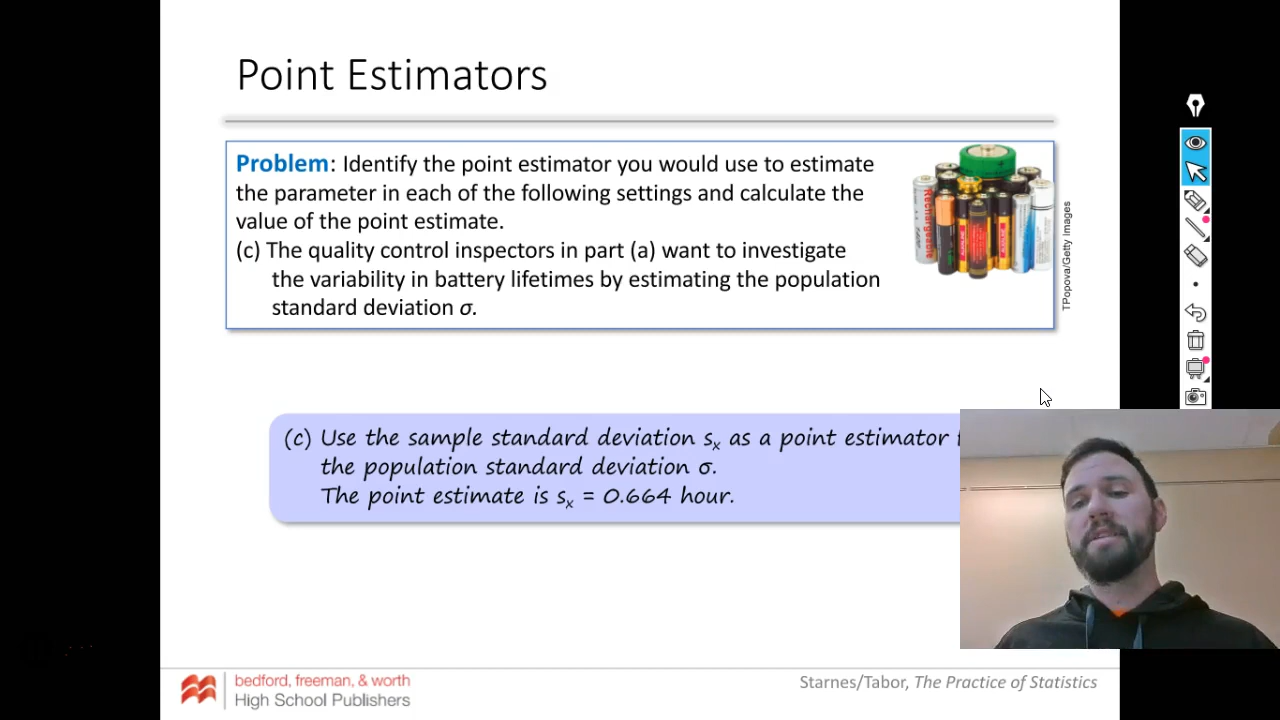 Point Estimators
Problem: Identify the point estimator you would use to estimate
the parameter in each of the following settings and calculate the
value of the point estimate.
(c) The quality control inspectors in part (a) want to investigate
the variability in battery lifetimes by estimating the population
standard deviation σ.
TPopova/Getty Images
(c) Use the sample standard deviation sₓ as a point estimator
the population standard deviation σ.
The point estimate is sₓ = 0.664 hour.
bedford, freeman, & worth
High School Publishers
Starnes/Tabor, The Practice of Statistics